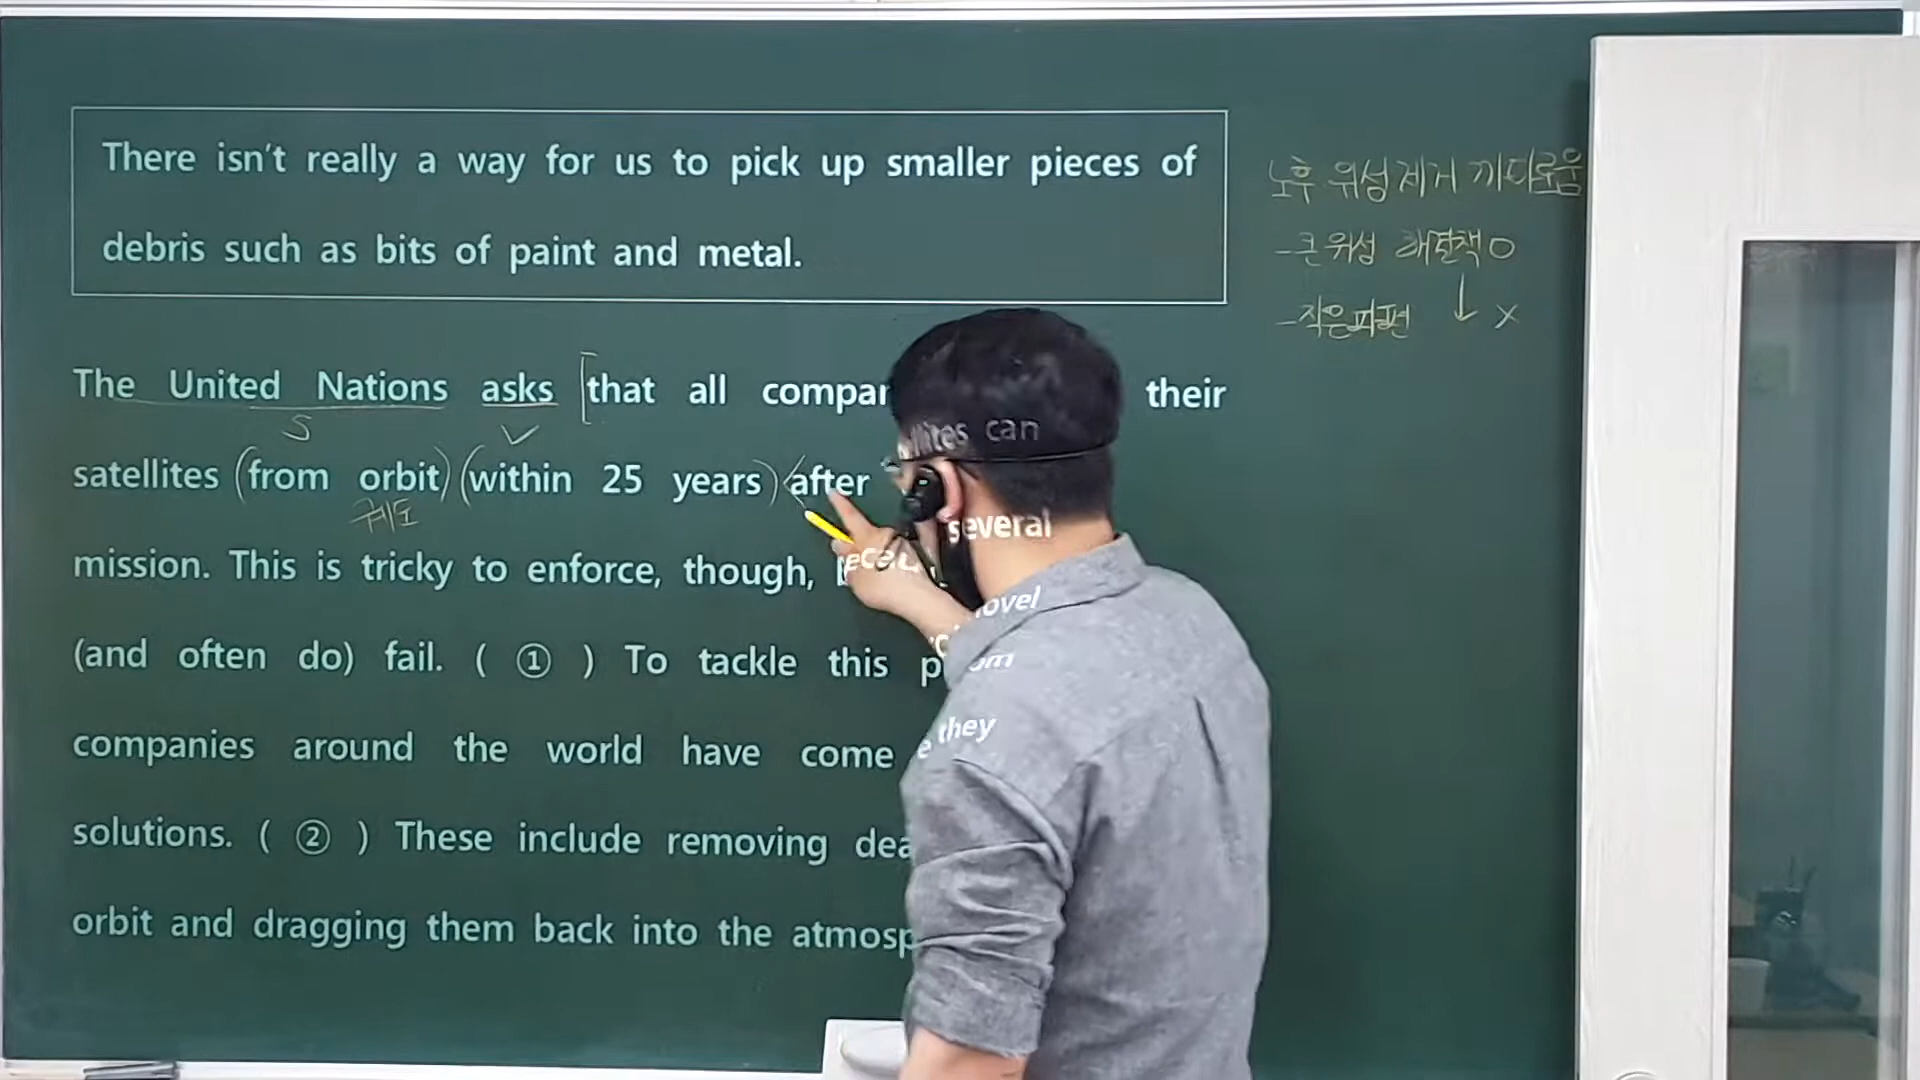 There isn't really a way for us to pick up smaller pieces of
debris such as bits of paint and metal.
노후 위성 제거 까다로움
-큰 위성 해결책 O
-작은 파편 ↓ X
The United Nations asks [that all their
S V
satellites (from orbit) (within 25 years) <after llites can
궤도
mission. This is tricky to enforce, though, several
(and often do) fail. ( ① ) To tackle this
companies around the world have come they
solutions. ( ② ) These include removing
orbit and dragging them back into the